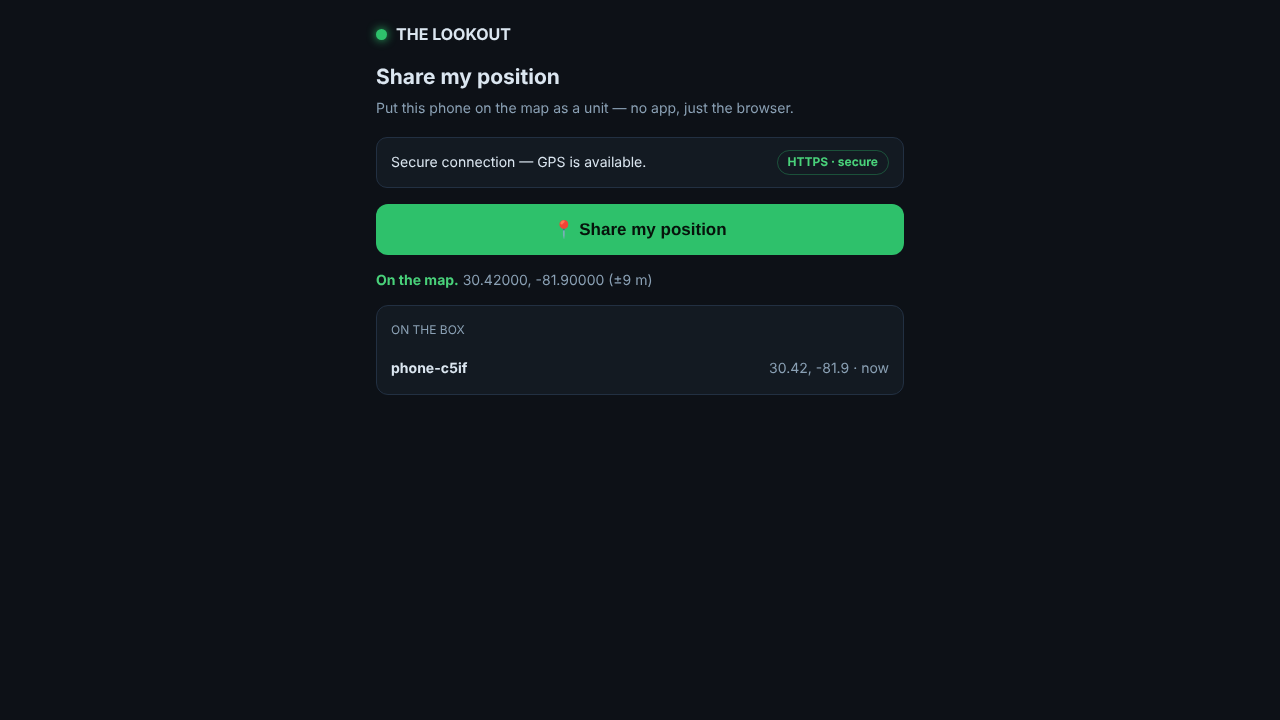 THE LOOKOUT
Share my position
Put this phone on the map as a unit — no app, just the browser.
Secure connection — GPS is available.
HTTPS · secure
📍 Share my position
On the map. 30.42000, -81.90000 (±9 m)
ON THE BOX
phone-c5if
30.42, -81.9 · now